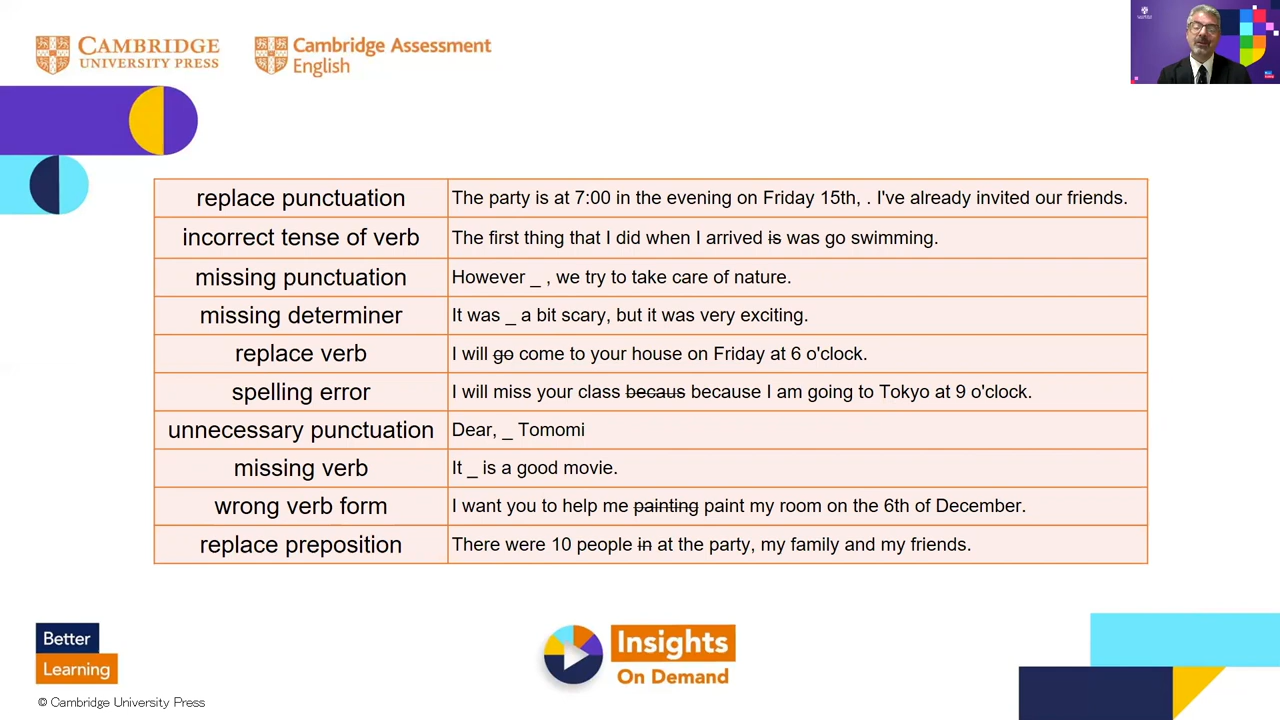 CAMBRIDGE
UNIVERSITY PRESS
Cambridge Assessment
English
replace punctuation
The party is at 7:00 in the evening on Friday 15th, . I've already invited our friends.
incorrect tense of verb
The first thing that I did when I arrived is was go swimming.
missing punctuation
However _ , we try to take care of nature.
missing determiner
It was _ a bit scary, but it was very exciting.
replace verb
I will go come to your house on Friday at 6 o'clock.
spelling error
I will miss your class becaus because I am going to Tokyo at 9 o'clock.
unnecessary punctuation
Dear, _ Tomomi
missing verb
It _ is a good movie.
wrong verb form
I want you to help me painting paint my room on the 6th of December.
replace preposition
There were 10 people in at the party, my family and my friends.
Better
Learning
Insights
On Demand
© Cambridge University Press